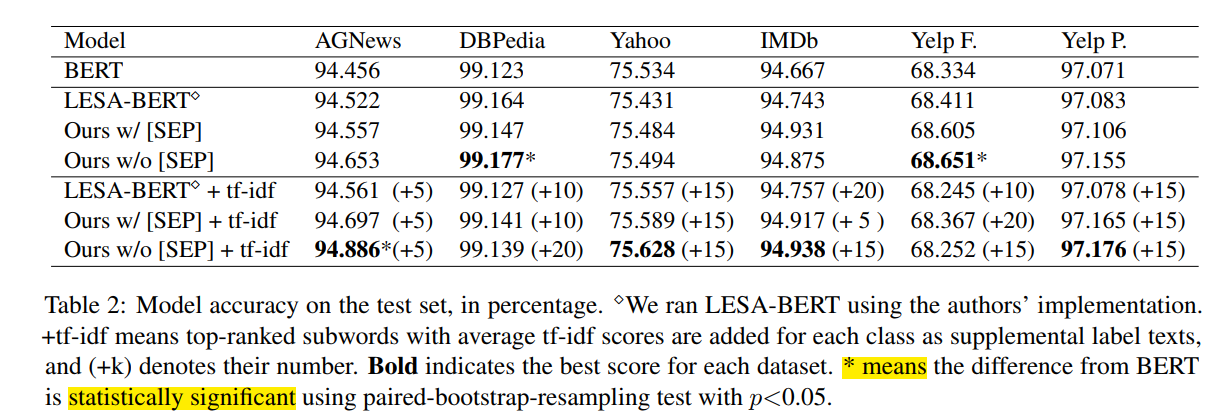 Model AGNews DBPedia Yahoo IMDb Yelp F. Yelp P.
BERT 94.456 99.123 75.534 94.667 68.334 97.071
LESA-BERT⋄ 94.522 99.164 75.431 94.743 68.411 97.083
Ours w/ [SEP] 94.557 99.147 75.484 94.931 68.605 97.106
Ours w/o [SEP] 94.653 99.177* 75.494 94.875 68.651* 97.155
LESA-BERT⋄ + tf-idf 94.561 (+5) 99.127 (+10) 75.557 (+15) 94.757 (+20) 68.245 (+10) 97.078 (+15)
Ours w/ [SEP] + tf-idf 94.697 (+5) 99.141 (+10) 75.589 (+15) 94.917 (+ 5 ) 68.367 (+20) 97.165 (+15)
Ours w/o [SEP] + tf-idf 94.886*(+5) 99.139 (+20) 75.628 (+15) 94.938 (+15) 68.252 (+15) 97.176 (+15)
Table 2: Model accuracy on the test set, in percentage. ⋄We ran LESA-BERT using the authors' implementation.
+tf-idf means top-ranked subwords with average tf-idf scores are added for each class as supplemental label texts,
and (+k) denotes their number. Bold indicates the best score for each dataset. * means the difference from BERT
is statistically significant using paired-bootstrap-resampling test with p<0.05.